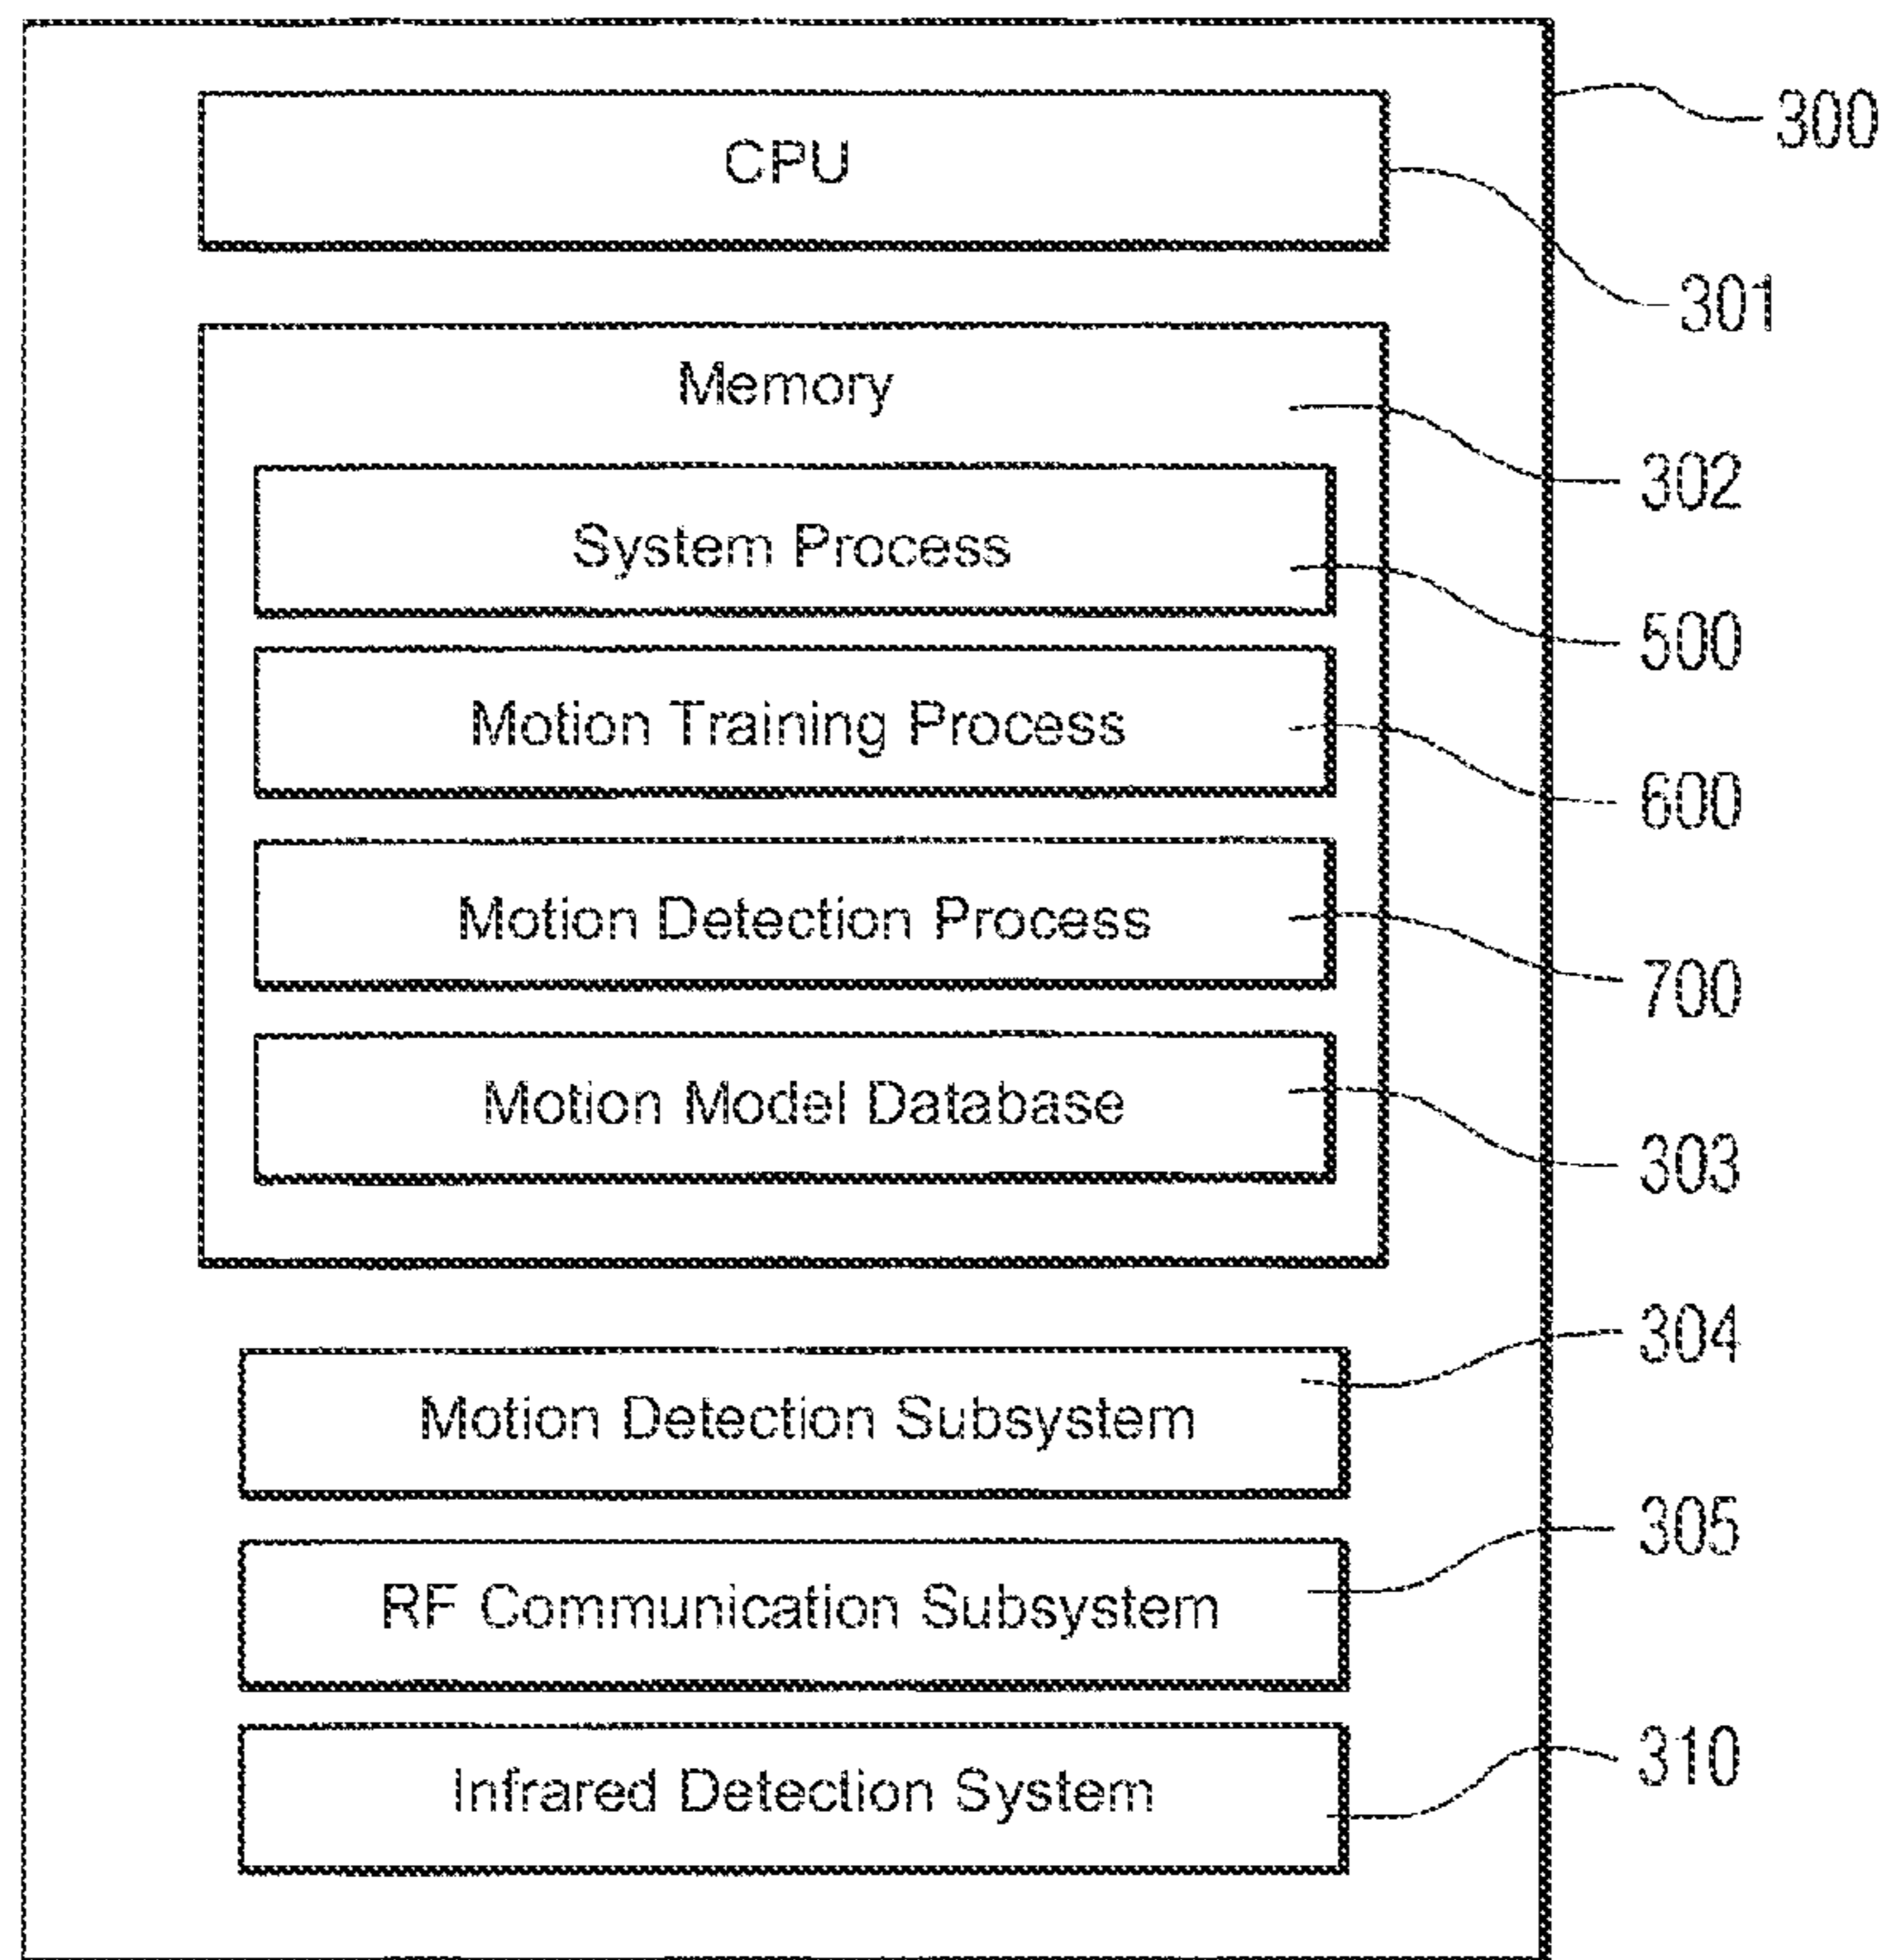 CPU
300
301
Memory
302
System Process
500
Motion Training Process
600
Motion Detection Process
700
Motion Model Database
303
304
Motion Detection Subsystem
305
RF Communication Subsystem
310
Infrared Detection System